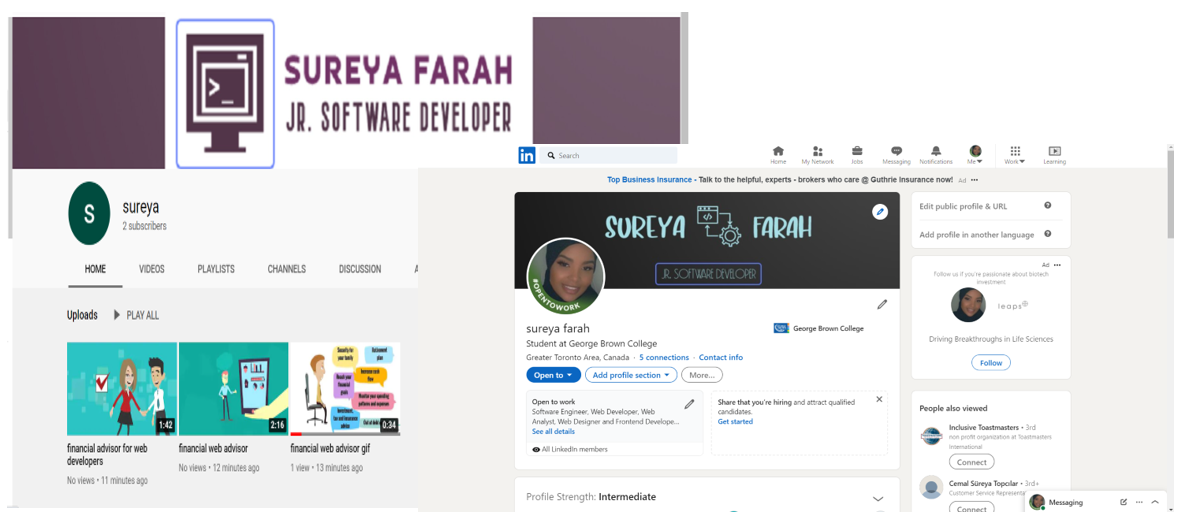 SUREYA FARAH
JR. SOFTWARE DEVELOPER
S
sureya
2 subscribers
HOME VIDEOS PLAYLISTS CHANNELS DISCUSSION A
Uploads PLAY ALL
1:42
2:16
Security for your family
0:34
financial advisor for web developers
No views • 11 minutes ago
financial web advisor
No views • 12 minutes ago
financial web advisor gif
1 view • 13 minutes ago
in Search
Home My Network Jobs Messaging Notifications Me Work Learning
Top Business Insurance - Talk to the helpful, experts - brokers who care @ Guthrie insurance now! Ad •••
SUREYA FARAH
JR. SOFTWARE DEVELOPER
#OPENTOWORK
sureya farah
Student at George Brown College
Greater Toronto Area, Canada · 5 connections · Contact info
George Brown College
Open to Add profile section More...
Open to work
Software Engineer, Web Developer, Web
Analyst, Web Designer and Frontend Develope...
See all details
All LinkedIn members
Share that you're hiring and attract qualified
candidates.
Get started
Profile Strength: Intermediate
Edit public profile & URL
Add profile in another language
Ad •••
Follow us if you're passionate about biotech
investment
leaps
Driving Breakthroughs in Life Sciences
Follow
People also viewed
Inclusive Toastmasters • 3rd
non profit organization at Toastmasters
International
Connect
Cemal Süreya Topcilar • 3rd+
Customer Service Representa
Connect
Messaging